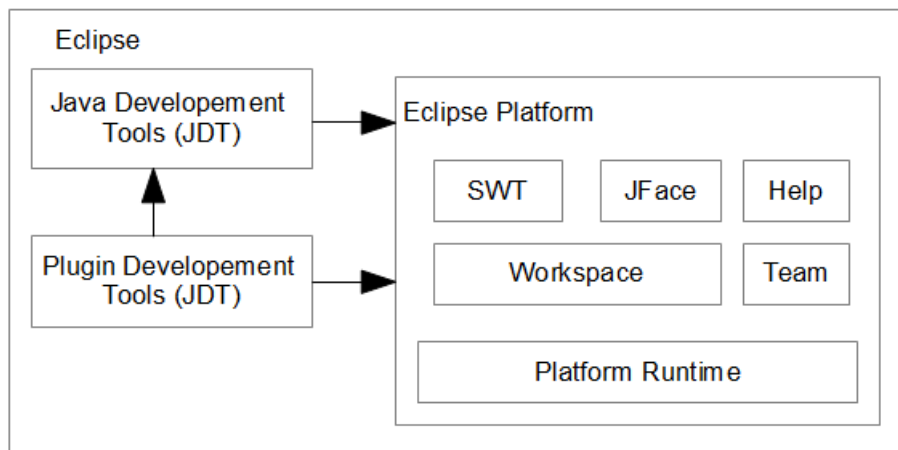 Eclipse
Java Developement
Tools (JDT)
Plugin Developement
Tools (JDT)
Eclipse Platform
SWT
JFace
Help
Workspace
Team
Platform Runtime